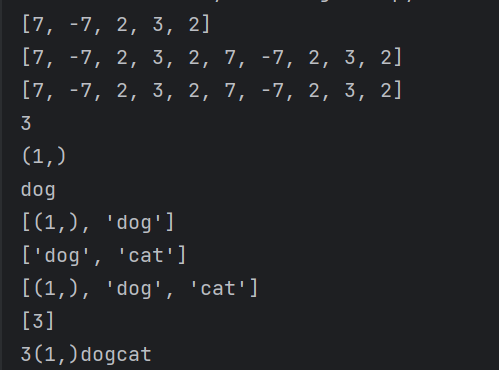 [7, -7, 2, 3, 2]
[7, -7, 2, 3, 2, 7, -7, 2, 3, 2]
[7, -7, 2, 3, 2, 7, -7, 2, 3, 2]
3
(1,)
dog
[(1,), 'dog']
['dog', 'cat']
[(1,), 'dog', 'cat']
[3]
3(1,)dogcat